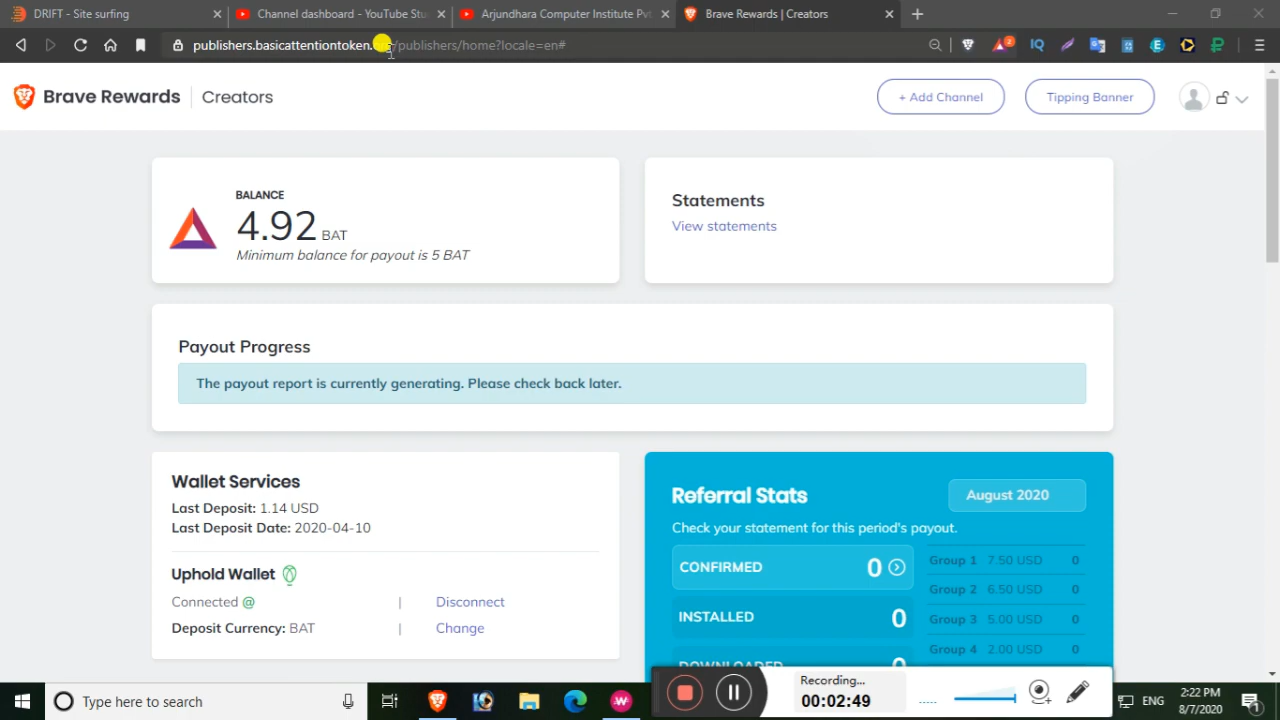 DRIFT - Site surfing
Channel dashboard - YouTube Stu
Arjundhara Computer Institute Pvt
Brave Rewards | Creators
/publishers/home?locale=en#
IQ
2
Brave Rewards
Creators
+ Add Channel
Tipping Banner
BALANCE
4.92 BAT
Minimum balance for payout is 5 BAT
Statements
View statements
Payout Progress
The payout report is currently generating. Please check back later.
Wallet Services
Last Deposit: 1.14 USD
Last Deposit Date: 2020-04-10
Uphold Wallet
Connected @ | Disconnect
Deposit Currency: BAT | Change
Referral Stats
August 2020
Check your statement for this period's payout.
CONFIRMED 0
INSTALLED 0
DOWNLOADED 0
Group 1 7.50 USD 0
Group 2 6.50 USD 0
Group 3 5.00 USD 0
Group 4 2.00 USD 0
Recording...
00:02:49
Type here to search
ENG
2:22 PM
8/7/2020
1